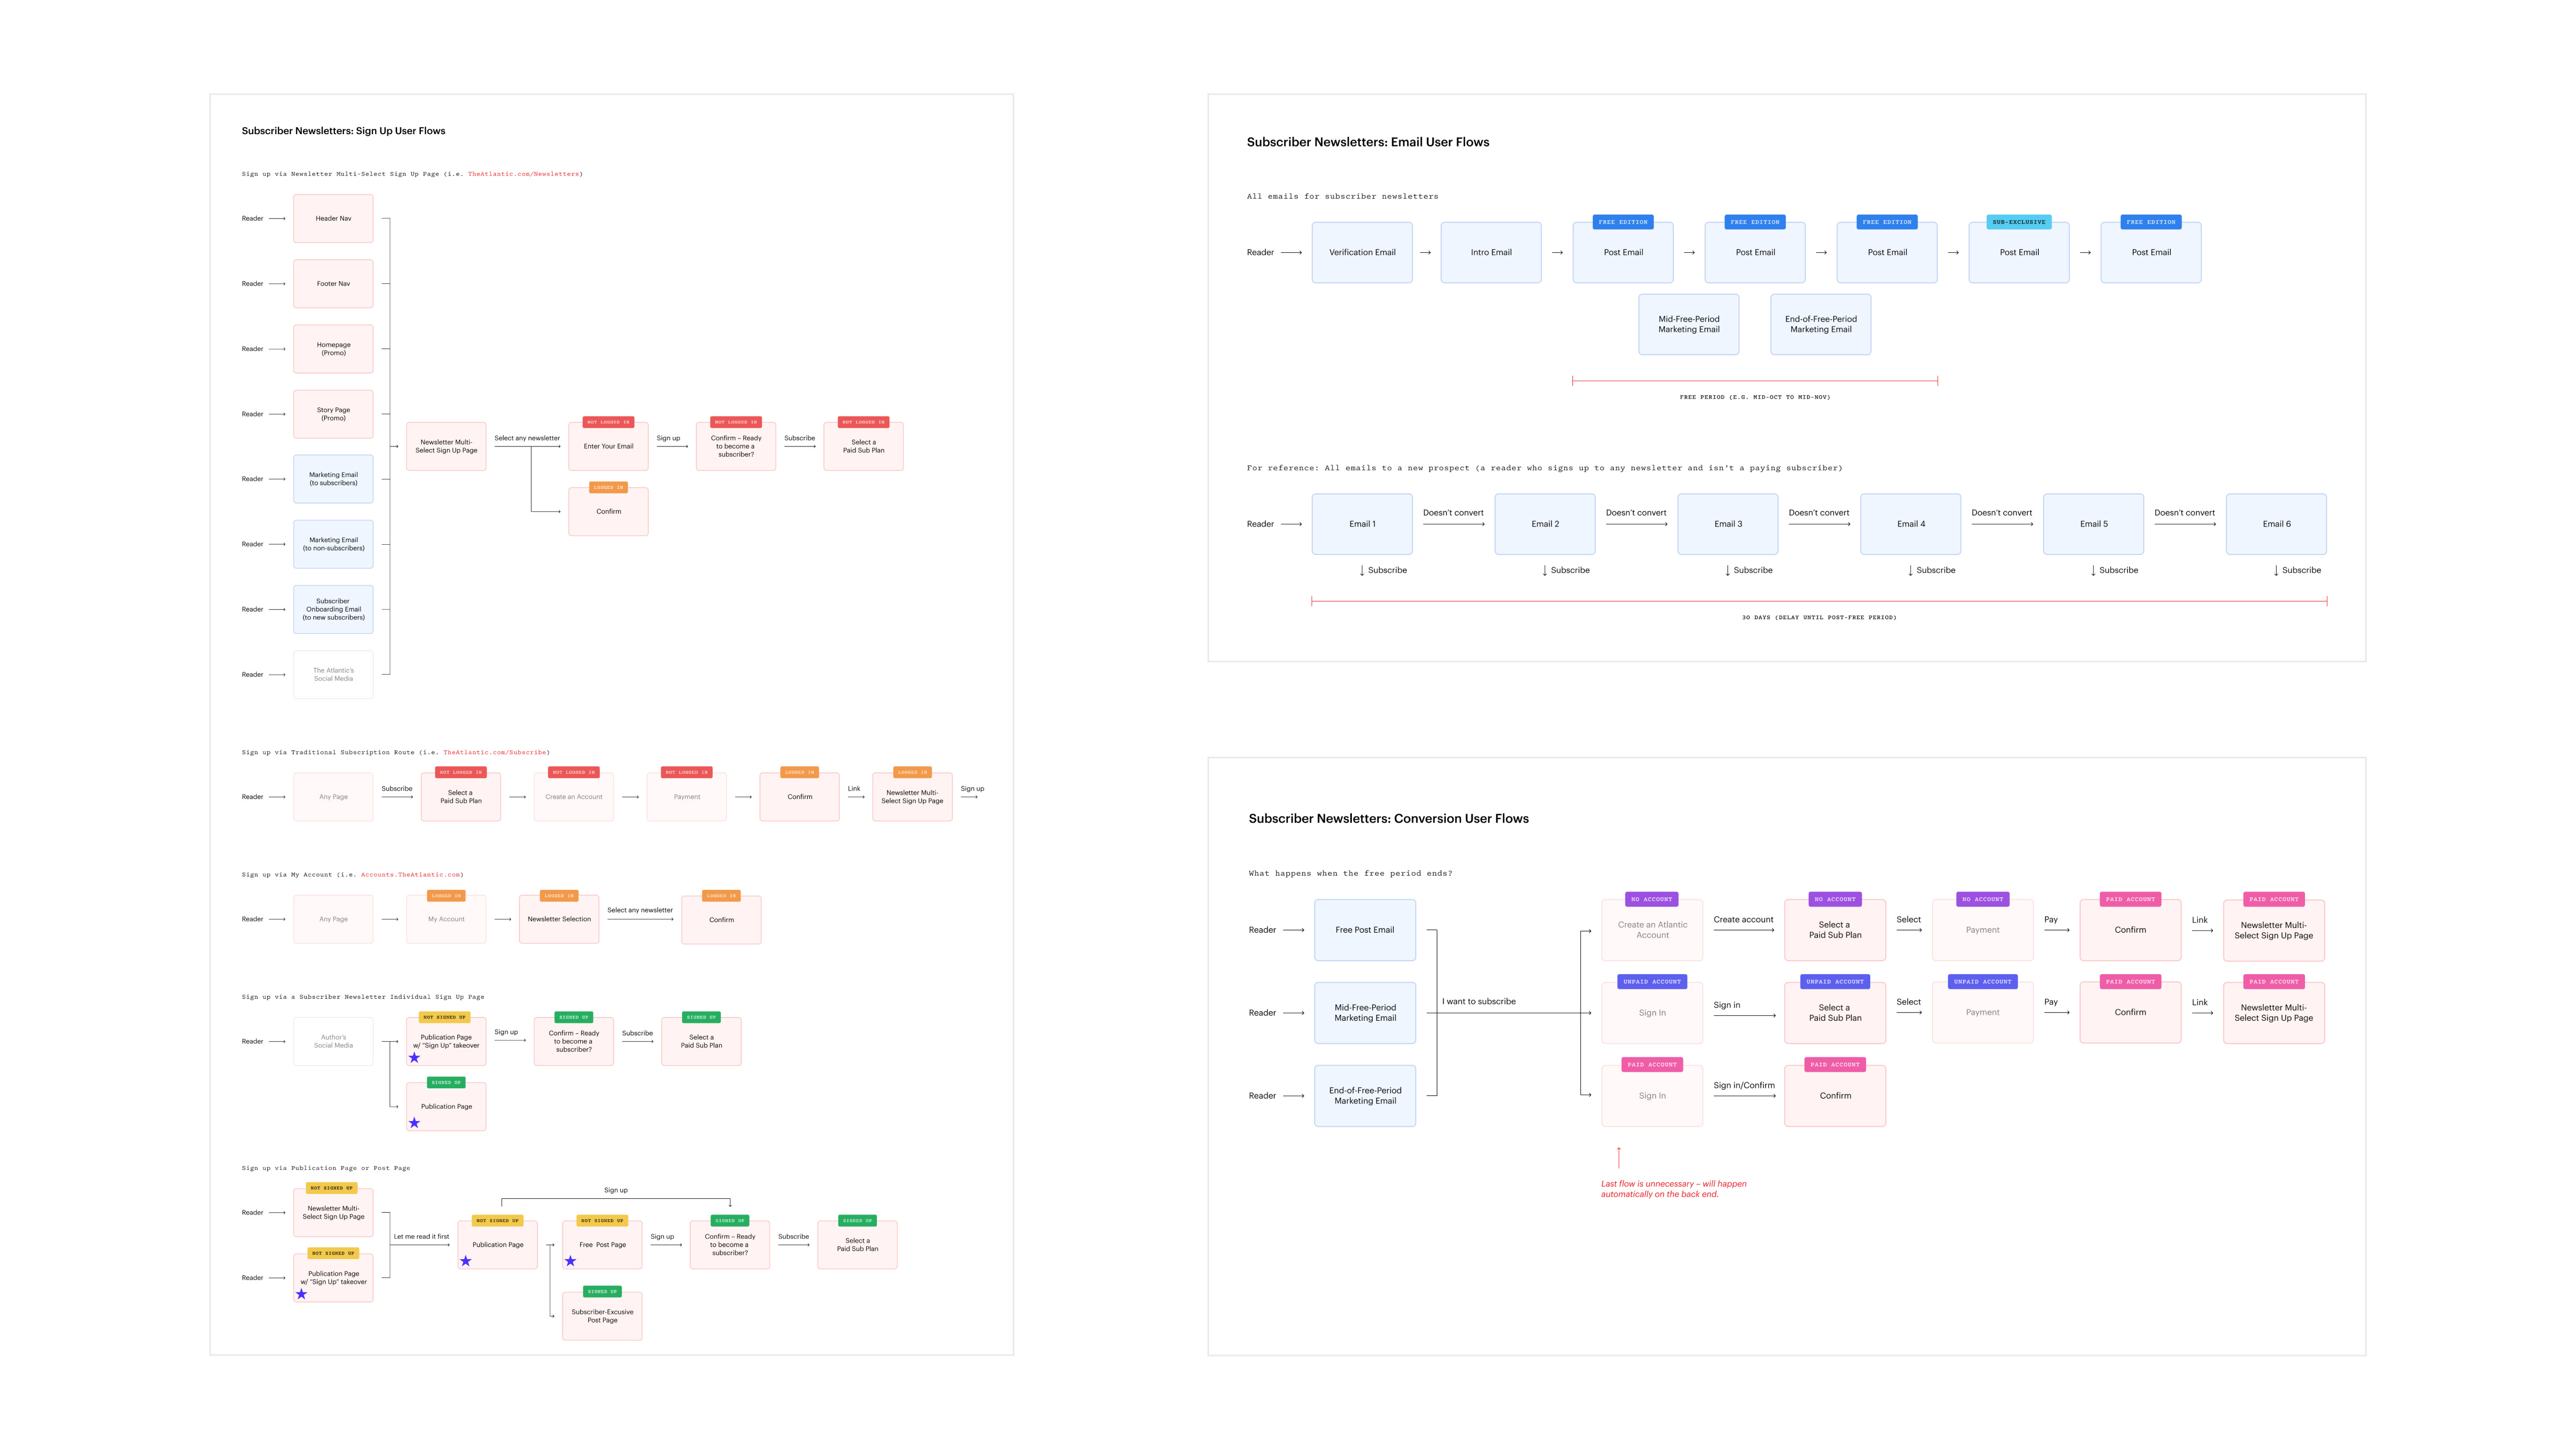 Subscriber Newsletters: Sign Up User Flows
Sign up via Newsletter Multi-Select Sign Up Page (i.e. TheAtlantic.com/Newsletters)
Reader
Header Nav
Reader
Footer Nav
Reader
Homepage
(Promo)
Reader
Story Page
(Promo)
Reader
Marketing Email
(to subscribers)
Reader
Marketing Email
(to non-subscribers)
Reader
Subscriber
Onboarding Email
(to new subscribers)
Reader
The Atlantic's
Social Media
Newsletter Multi-
Select Sign Up Page
Select any newsletter
NOT LOGGED IN
Enter Your Email
Sign up
NOT LOGGED IN
Confirm – Ready
to become a
subscriber?
Subscribe
NOT LOGGED IN
Select a
Paid Sub Plan
LOGGED IN
Confirm
Sign up via Traditional Subscription Route (i.e. TheAtlantic.com/Subscribe)
Reader
Any Page
Subscribe
NOT LOGGED IN
Select a
Paid Sub Plan
NOT LOGGED IN
Create an Account
NOT LOGGED IN
Payment
LOGGED IN
Confirm
Link
LOGGED IN
Newsletter Multi-
Select Sign Up Page
Sign up
Sign up via My Account (i.e. Accounts.TheAtlantic.com)
Reader
Any Page
LOGGED IN
My Account
LOGGED IN
Newsletter Selection
Select any newsletter
LOGGED IN
Confirm
Sign up via a Subscriber Newsletter Individual Sign Up Page
Reader
Author's
Social Media
NOT SIGNED UP
Publication Page
w/ "Sign Up" takeover
Sign up
SIGNED UP
Confirm – Ready
to become a
subscriber?
Subscribe
SIGNED UP
Select a
Paid Sub Plan
SIGNED UP
Publication Page
Sign up via Publication Page or Post Page
Reader
NOT SIGNED UP
Newsletter Multi-
Select Sign Up Page
Reader
NOT SIGNED UP
Publication Page
w/ "Sign Up" takeover
Let me read it first
Sign up
NOT SIGNED UP
Publication Page
NOT SIGNED UP
Free Post Page
Sign up
SIGNED UP
Confirm – Ready
to become a
subscriber?
Subscribe
SIGNED UP
Select a
Paid Sub Plan
SIGNED UP
Subscriber-Excusive
Post Page
Subscriber Newsletters: Email User Flows
All emails for subscriber newsletters
Reader
Verification Email
Intro Email
FREE EDITION
Post Email
FREE EDITION
Post Email
FREE EDITION
Post Email
SUB-EXCLUSIVE
Post Email
FREE EDITION
Post Email
Mid-Free-Period
Marketing Email
End-of-Free-Period
Marketing Email
FREE PERIOD (E.G. MID-OCT TO MID-NOV)
For reference: All emails to a new prospect (a reader who signs up to any newsletter and isn't a paying subscriber)
Reader
Email 1
Doesn't convert
Email 2
Doesn't convert
Email 3
Doesn't convert
Email 4
Doesn't convert
Email 5
Doesn't convert
Email 6
Subscribe
Subscribe
Subscribe
Subscribe
Subscribe
Subscribe
30 DAYS (DELAY UNTIL POST-FREE PERIOD)
Subscriber Newsletters: Conversion User Flows
What happens when the free period ends?
Reader
Free Post Email
Reader
Mid-Free-Period
Marketing Email
Reader
End-of-Free-Period
Marketing Email
I want to subscribe
NO ACCOUNT
Create an Atlantic
Account
Create account
NO ACCOUNT
Select a
Paid Sub Plan
Select
NO ACCOUNT
Payment
Pay
PAID ACCOUNT
Confirm
Link
PAID ACCOUNT
Newsletter Multi-
Select Sign Up Page
UNPAID ACCOUNT
Sign In
Sign in
UNPAID ACCOUNT
Select a
Paid Sub Plan
Select
UNPAID ACCOUNT
Payment
Pay
PAID ACCOUNT
Confirm
Link
PAID ACCOUNT
Newsletter Multi-
Select Sign Up Page
PAID ACCOUNT
Sign In
Sign in/Confirm
PAID ACCOUNT
Confirm
Last flow is unnecessary – will happen
automatically on the back end.